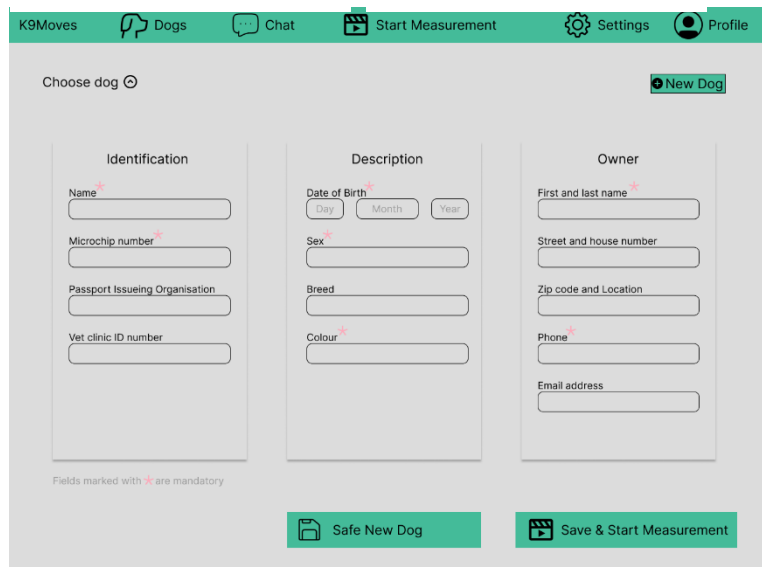 K9Moves Dogs Chat Start Measurement Settings Profile
Choose dog
New Dog
Identification
Name*
Microchip number*
Passport Issueing Organisation
Vet clinic ID number
Description
Date of Birth*
Day Month Year
Sex*
Breed
Colour*
Owner
First and last name*
Street and house number
Zip code and Location
Phone*
Email address
Fields marked with * are mandatory
Safe New Dog
Save & Start Measurement